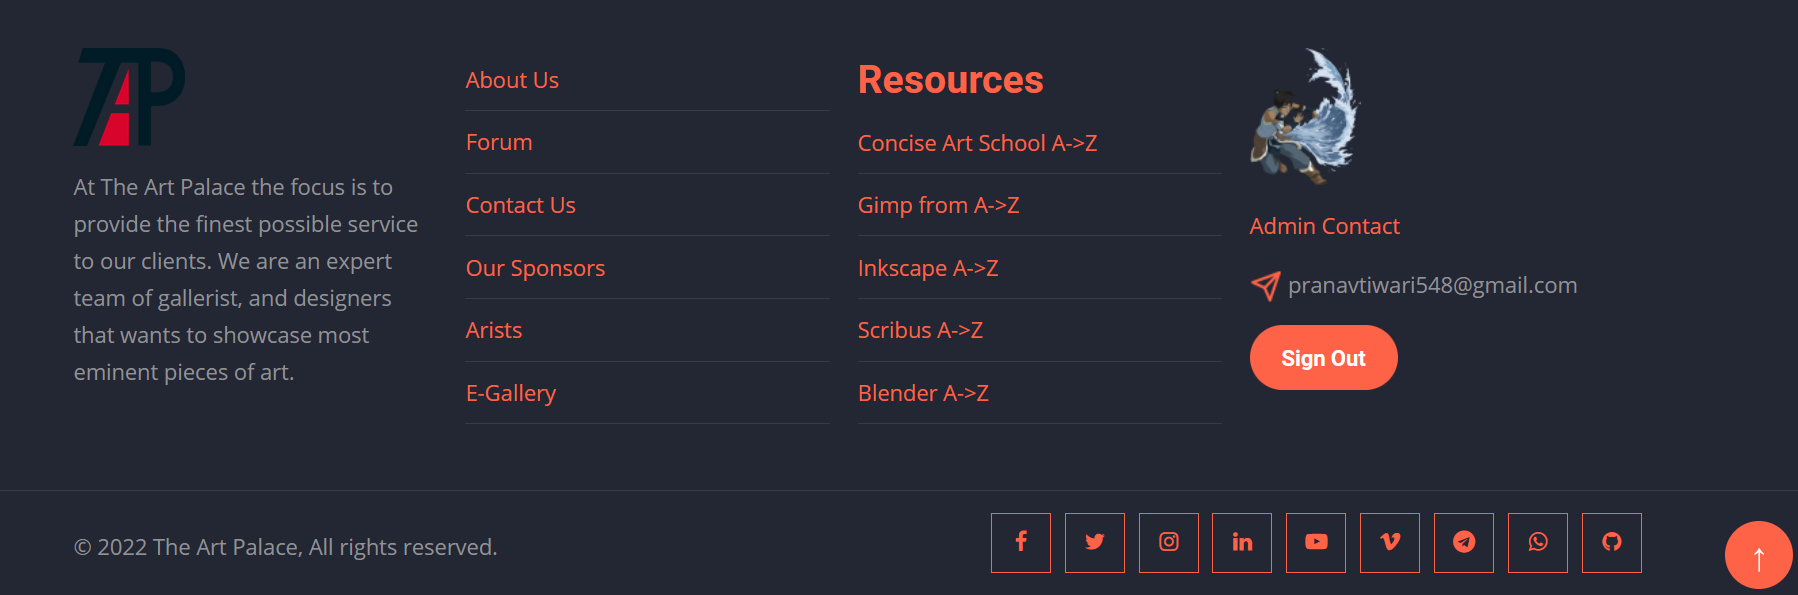 TAP
At The Art Palace the focus is to
provide the finest possible service
to our clients. We are an expert
team of gallerist, and designers
that wants to showcase most
eminent pieces of art.
About Us
Forum
Contact Us
Our Sponsors
Arists
E-Gallery
Resources
Concise Art School A->Z
Gimp from A->Z
Inkscape A->Z
Scribus A->Z
Blender A->Z
Admin Contact
pranavtiwari548@gmail.com
Sign Out
© 2022 The Art Palace, All rights reserved.